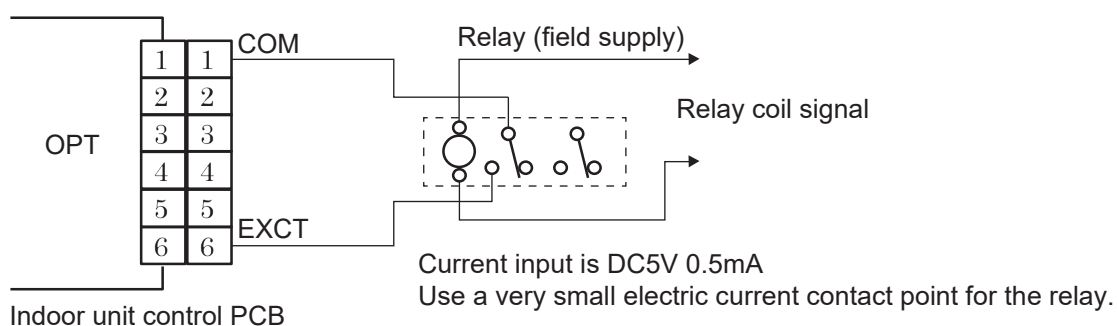 COM
Relay (field supply)
1 1
2 2
Relay coil signal
3 3
OPT
4 4
5 5
EXCT
6 6
Current input is DC5V 0.5mA
Use a very small electric current contact point for the relay.
Indoor unit control PCB